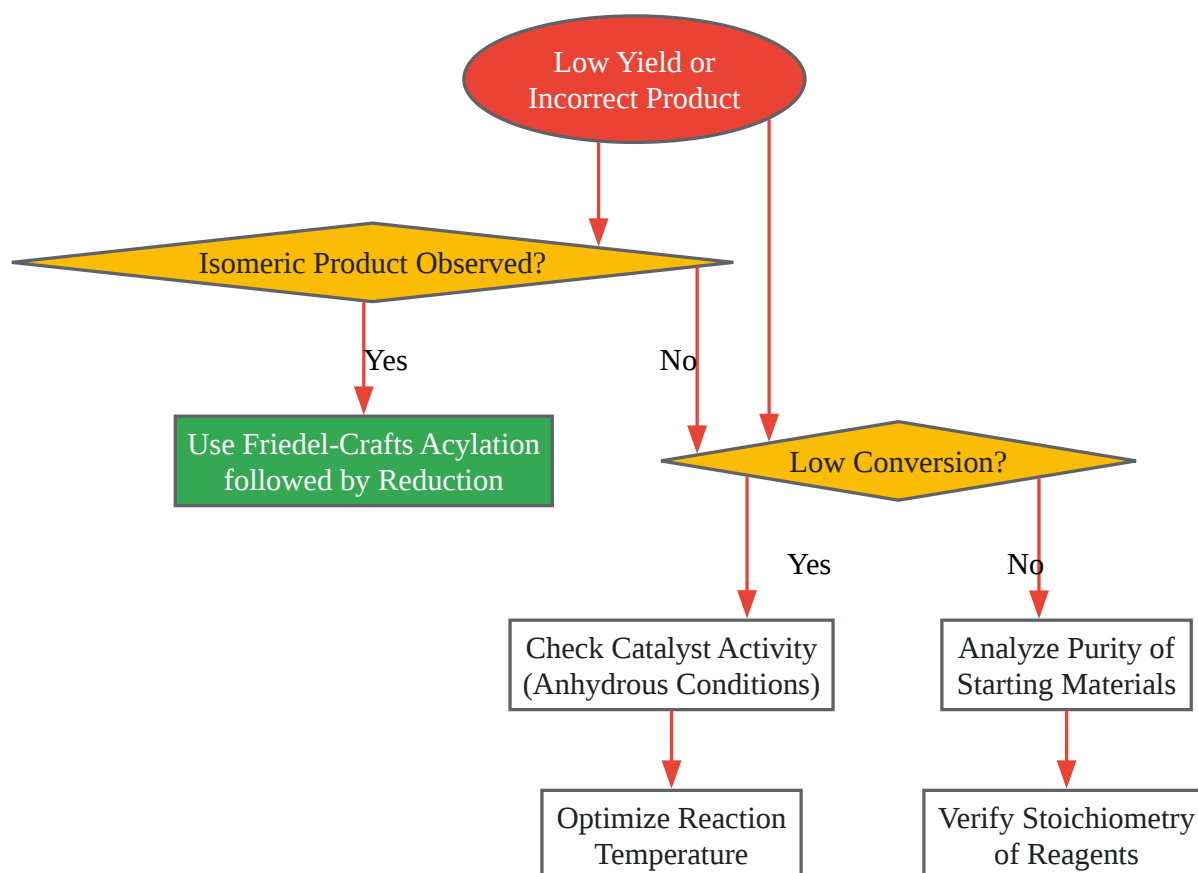 Low Yield or
Incorrect Product
Isomeric Product Observed?
Yes
No
Use Friedel-Crafts Acylation
followed by Reduction
Low Conversion?
Yes
No
Check Catalyst Activity
(Anhydrous Conditions)
Analyze Purity of
Starting Materials
Optimize Reaction
Temperature
Verify Stoichiometry
of Reagents